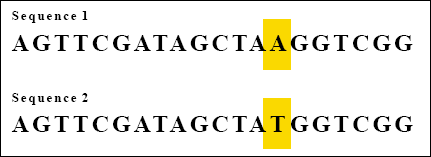 Sequence 1
AGTTCGATAGCTAAGGTCGG
Sequence 2
AGTTCGATAGCTATGGTCGG